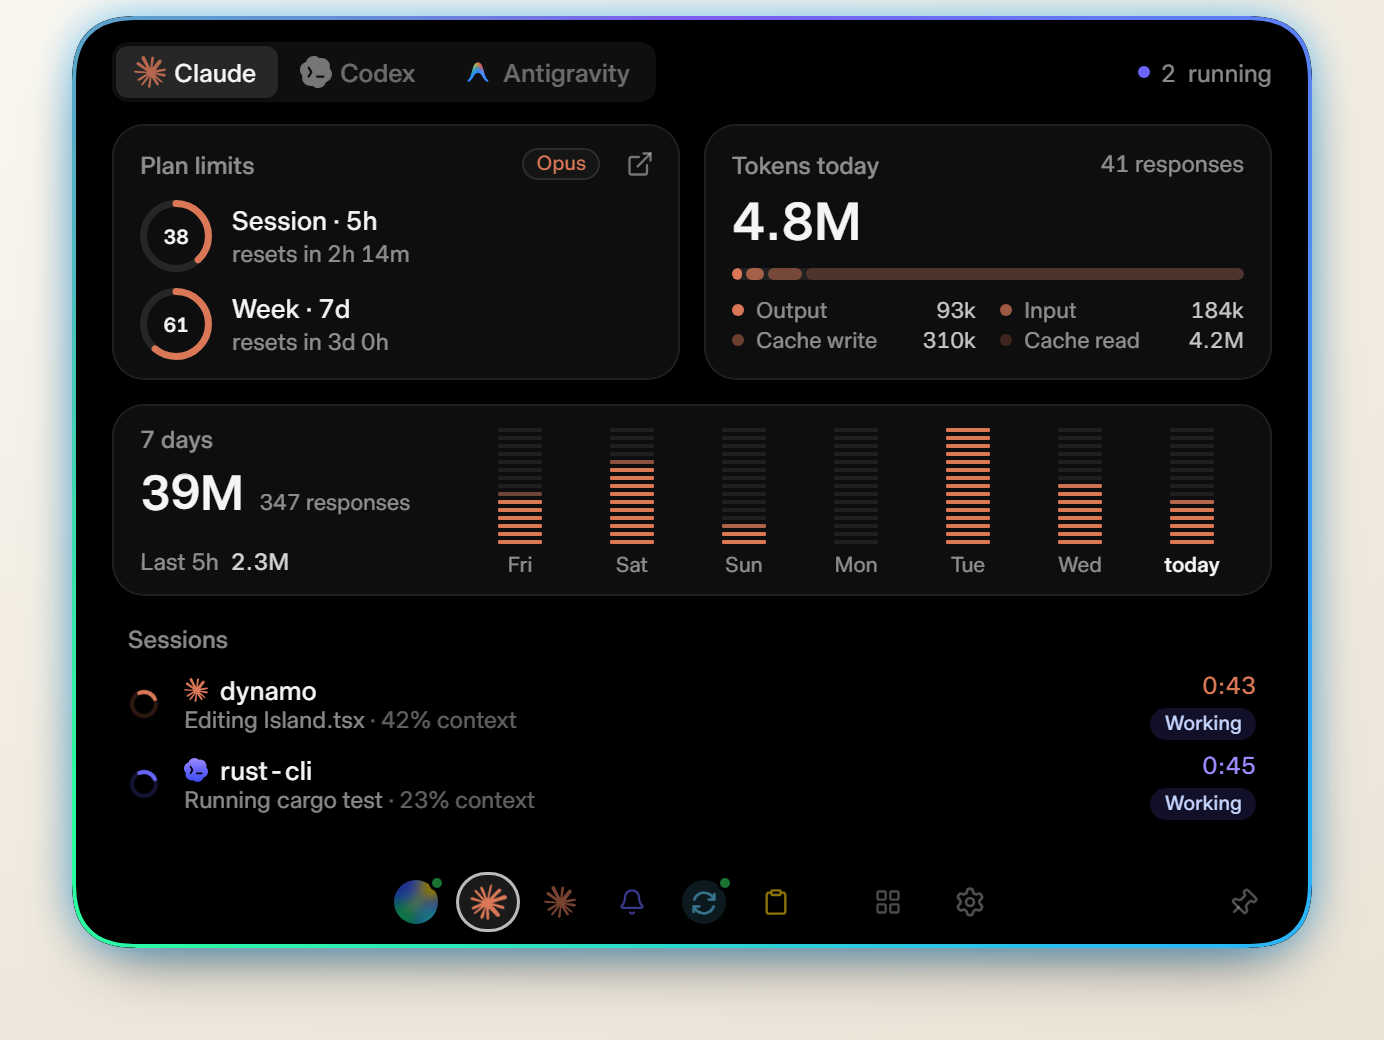 Claude Codex Antigravity 2 running
Plan limits Opus
38 Session · 5h
resets in 2h 14m
61 Week · 7d
resets in 3d 0h
Tokens today 41 responses
4.8M
Output 93k Input 184k
Cache write 310k Cache read 4.2M
7 days
39M 347 responses
Last 5h 2.3M
Fri Sat Sun Mon Tue Wed today
Sessions
dynamo 0:43
Editing Island.tsx · 42% context Working
rust-cli 0:45
Running cargo test · 23% context Working